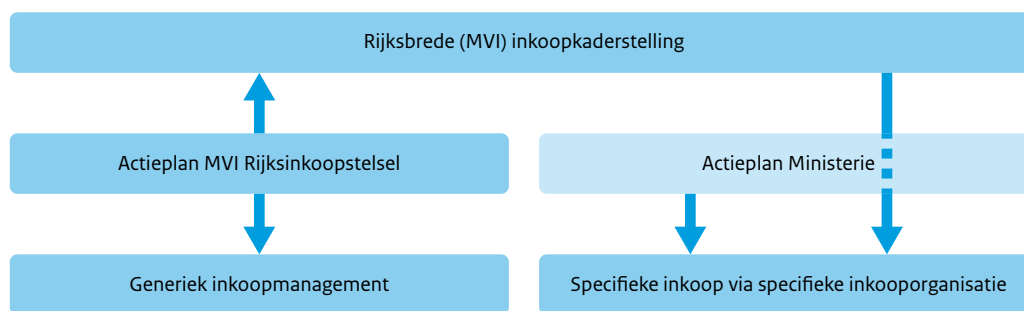 Rijksbrede (MVI) inkoopkaderstelling
Actieplan MVI Rijksinkoopstelsel
Actieplan Ministerie
Generiek inkoopmanagement
Specifieke inkoop via specifieke inkooporganisatie